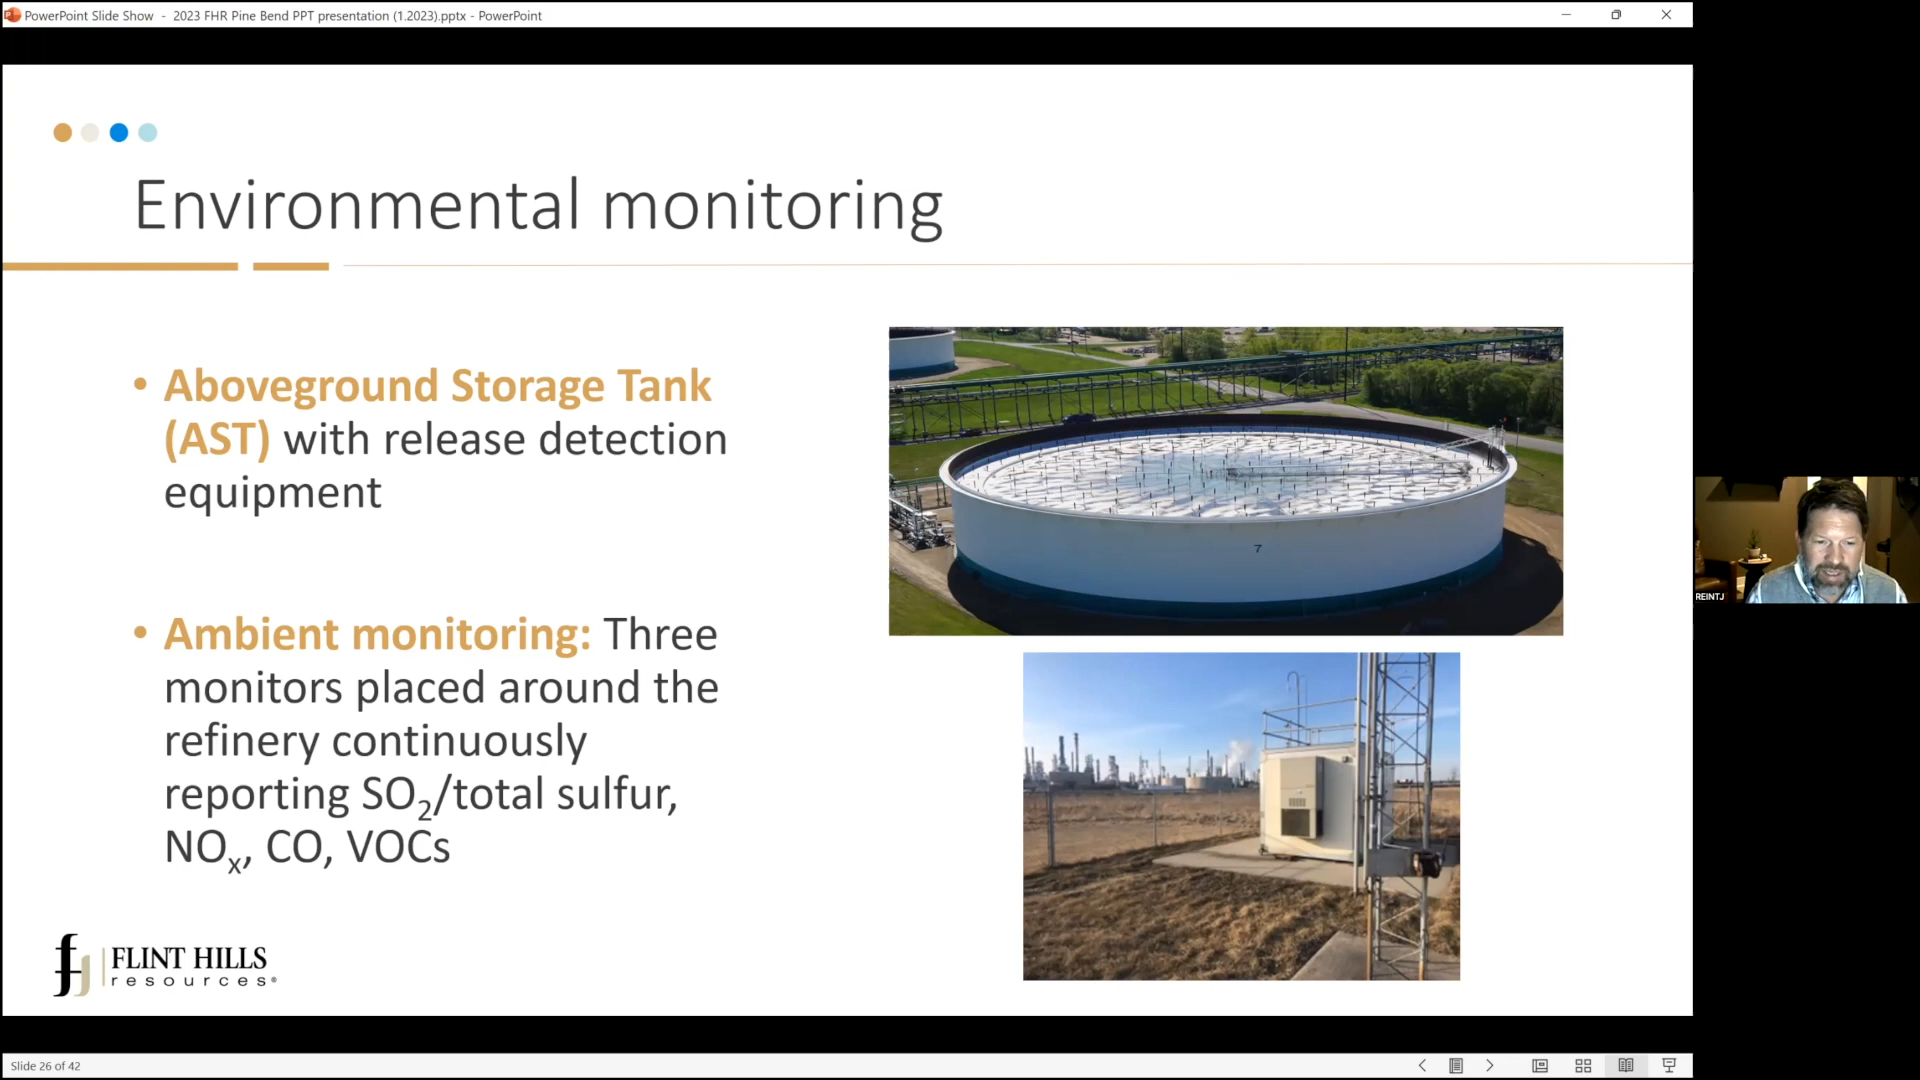 PowerPoint Slide Show - 2023 FHR Pine Bend PPT presentation (1.2023).pptx - PowerPoint
Environmental monitoring
• Aboveground Storage Tank
(AST) with release detection
equipment
7
• Ambient monitoring: Three
monitors placed around the
refinery continuously
reporting SO₂/total sulfur,
NOₓ, CO, VOCs
REINTJ
FLINT HILLS
resources®
Slide 26 of 42